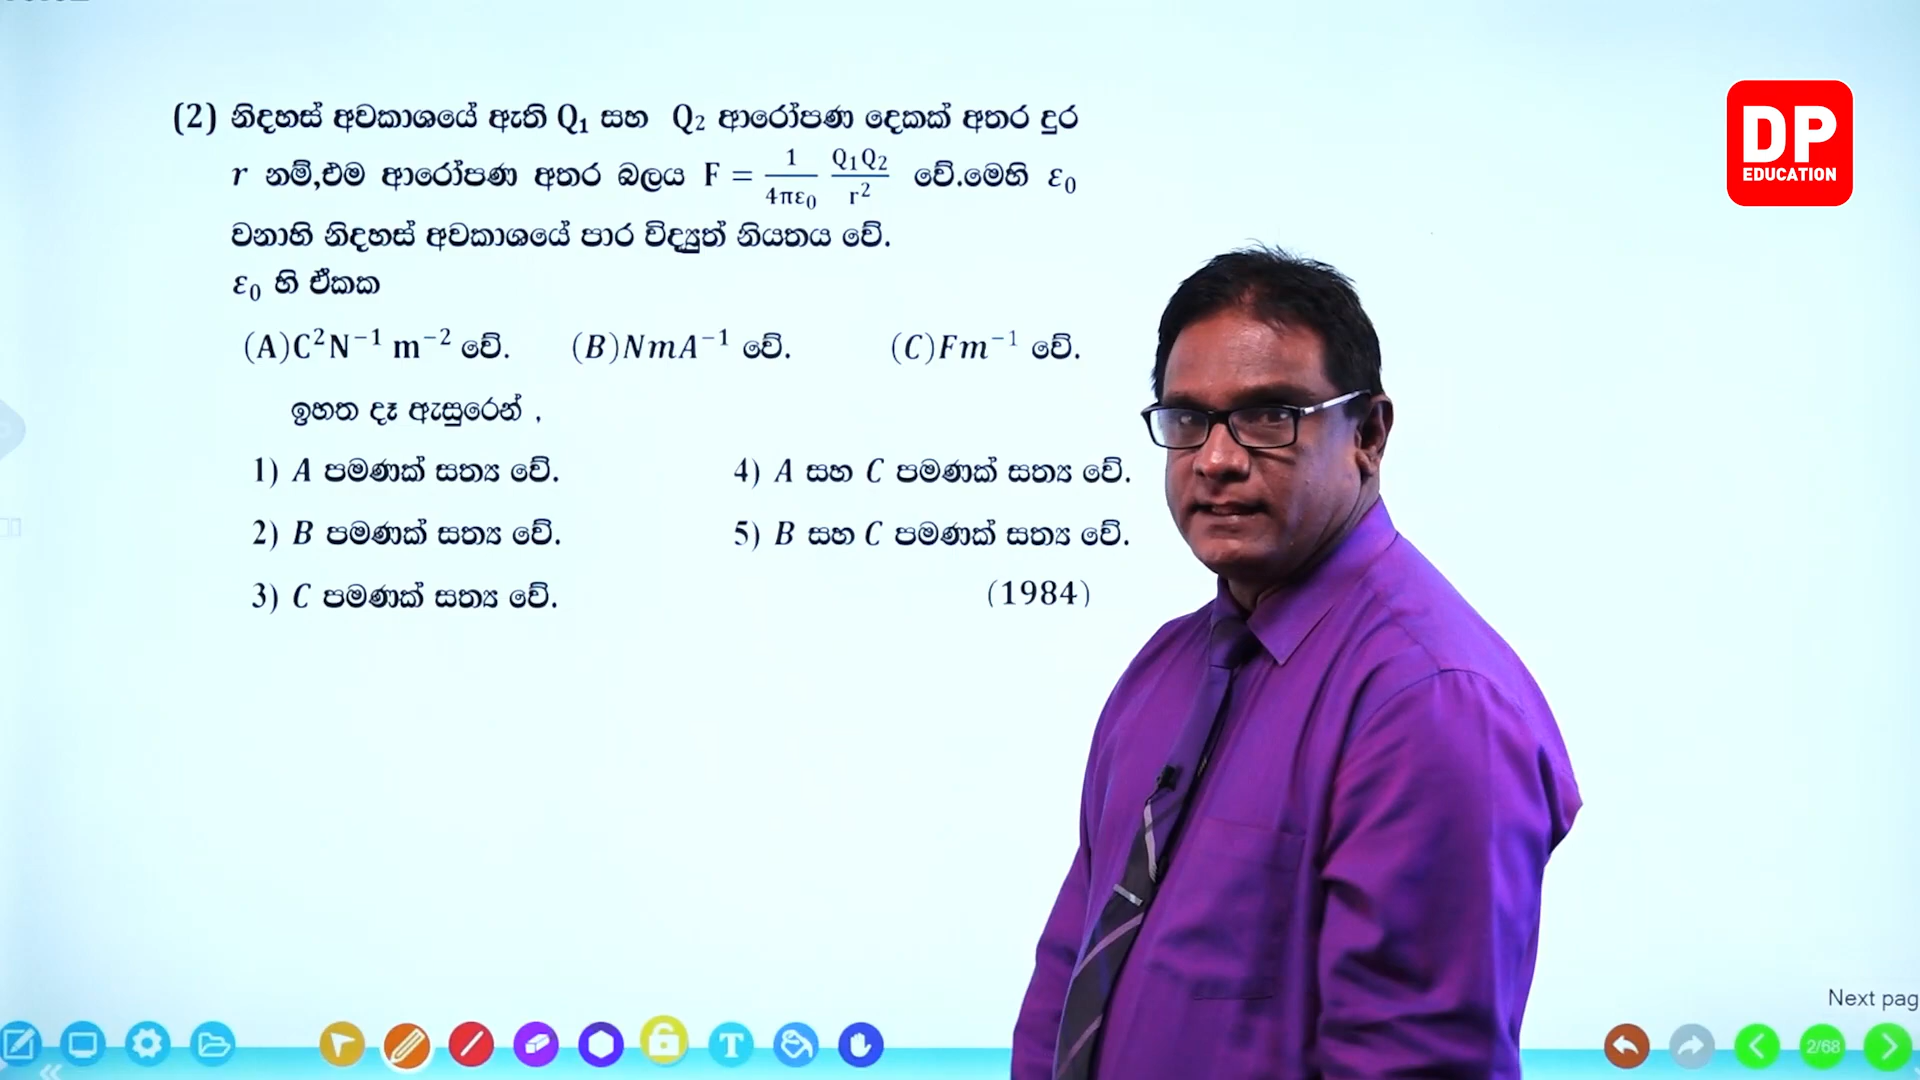 (2) නිදහස් අවකාශයේ ඇති Q₁ සහ Q₂ ආරෝපණ දෙකක් අතර දුර
r නම්,එම ආරෝපණ අතර බලය F = 1/4πε₀ Q₁Q₂/r² වේ.මෙහි ε₀
වනාහි නිදහස් අවකාශයේ පාර විද්‍යුත් නියතය වේ.
ε₀ හි ඒකක
(A)C²N⁻¹ m⁻² වේ. (B)NmA⁻¹ වේ. (C)Fm⁻¹ වේ.
ඉහත දෑ ඇසුරෙන් ,
1) A පමණක් සත්‍ය වේ. 4) A සහ C පමණක් සත්‍ය වේ.
2) B පමණක් සත්‍ය වේ. 5) B සහ C පමණක් සත්‍ය වේ.
3) C පමණක් සත්‍ය වේ. (1984)
DP
EDUCATION
Next pag
T
2/68